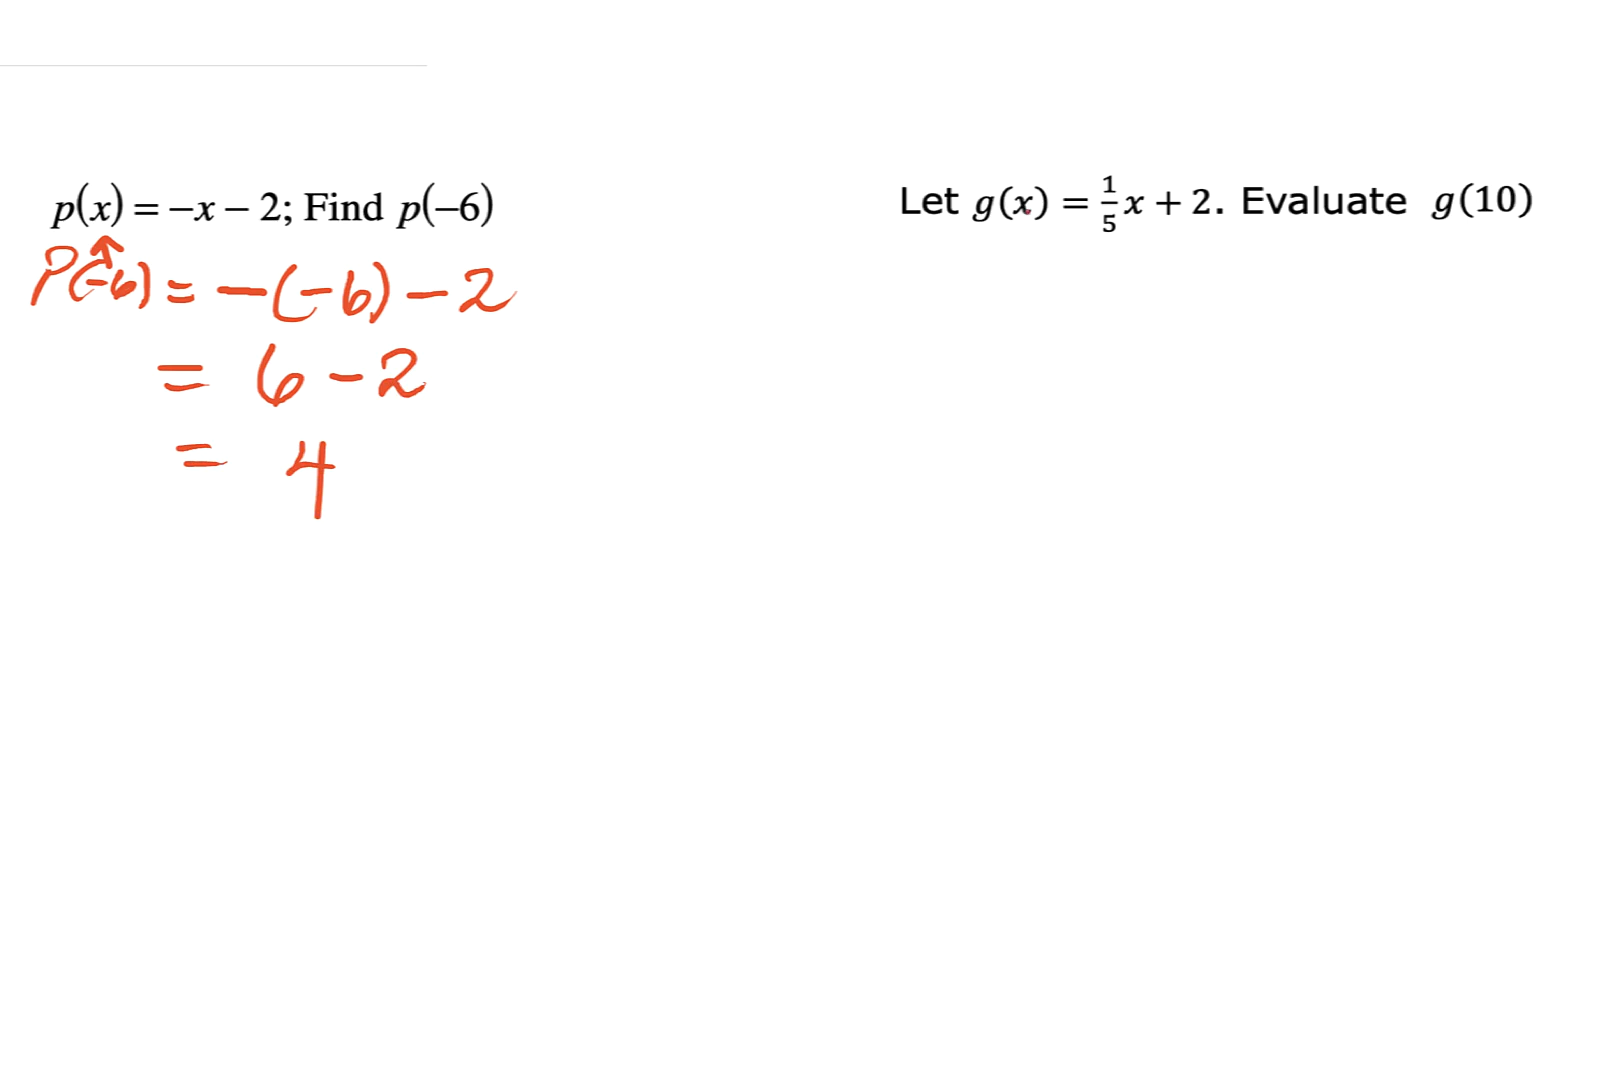 p(x) = −x − 2; Find p(−6)
P(-6) = -(-6) - 2
= 6 - 2
= 4
Let g(x) = 1/5 x + 2. Evaluate g(10)